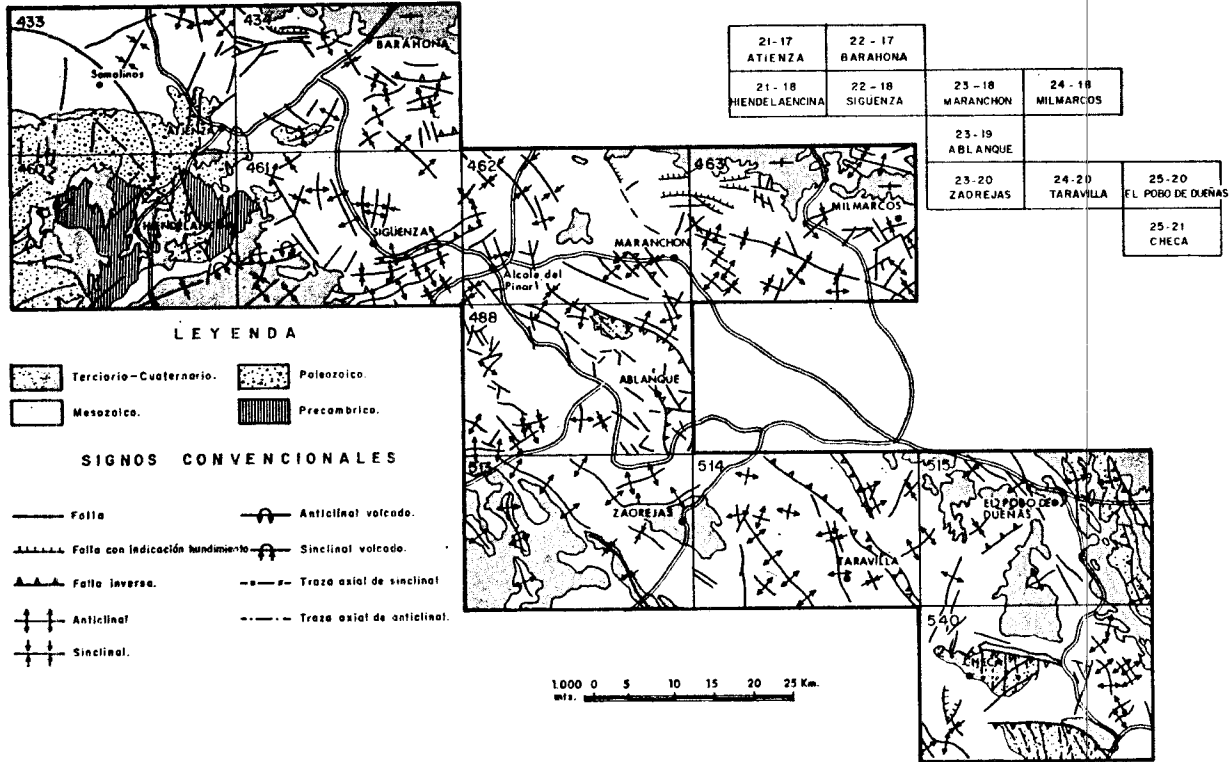 433
434
BARAHONA
Somolinos
ATIENZA
460
461
HIENDELAENCINA
SIGÜENZA
462
463
MILMARCOS
MARANCHON
Alcolea del
Pinar
488
ABLANQUE
513
514
515
ZAOREJAS
TARAVILLA
EL POBO DE
DUEÑAS
540
CHECA
21-17
ATIENZA
22-17
BARAHONA
21-18
HIENDELAENCINA
22-18
SIGÜENZA
23-18
MARANCHON
24-18
MILMARCOS
23-19
ABLANQUE
23-20
ZAOREJAS
24-20
TARAVILLA
25-20
EL POBO DE DUEÑAS
25-21
CHECA
LEYENDA
Terciario-Cuaternario.
Paleozoico.
Mesozoico.
Precambrico.
SIGNOS CONVENCIONALES
Falla
Anticlinal volcado.
Falla con indicación hundimiento
Sinclinal volcado.
Falla inversa.
Traza axial de sinclinal
Anticlinal
Traza axial de anticlinal.
Sinclinal.
1.000 0 5 10 15 20 25 Km.
mts.